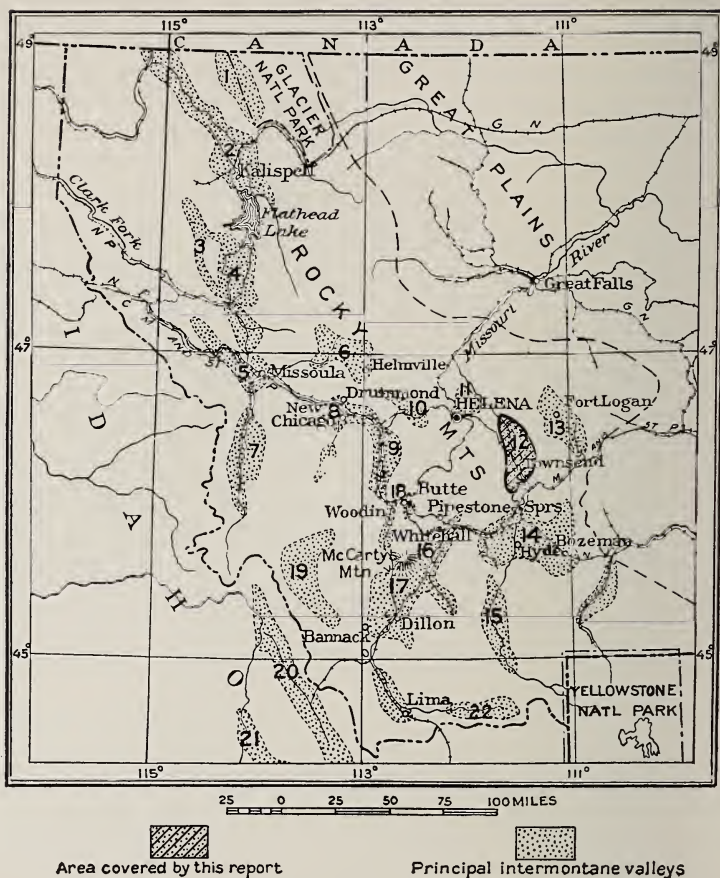 115° 113° 111°
49° C A N A D A 49°
1
GLACIER
NATL PARK
GREAT PLAINS
G N
2
Kalispell
Clark Fork
N P
Flathead
Lake
3
4
ROCKY
MTS
River
Great Falls
G N
Missouri
47° 47°
I D A H O
C M AND ST P
5
Missoula
6
Helmville
Drummond
New
Chicago
8
10
11
HELENA
12
Townsend
Fort Logan
13
7
9
18
Butte
Woodin
Pipestone Sprs
Whitehall
16
14
Hyde
Bozeman
McCartys
Mtn
17
19
15
Bannack
Dillon
45° 45°
20
Lima
22
21
YELLOWSTONE
NATL PARK
115° 113° 111°
25 0 25 50 75 100 MILES
Area covered by this report
Principal intermontane valleys